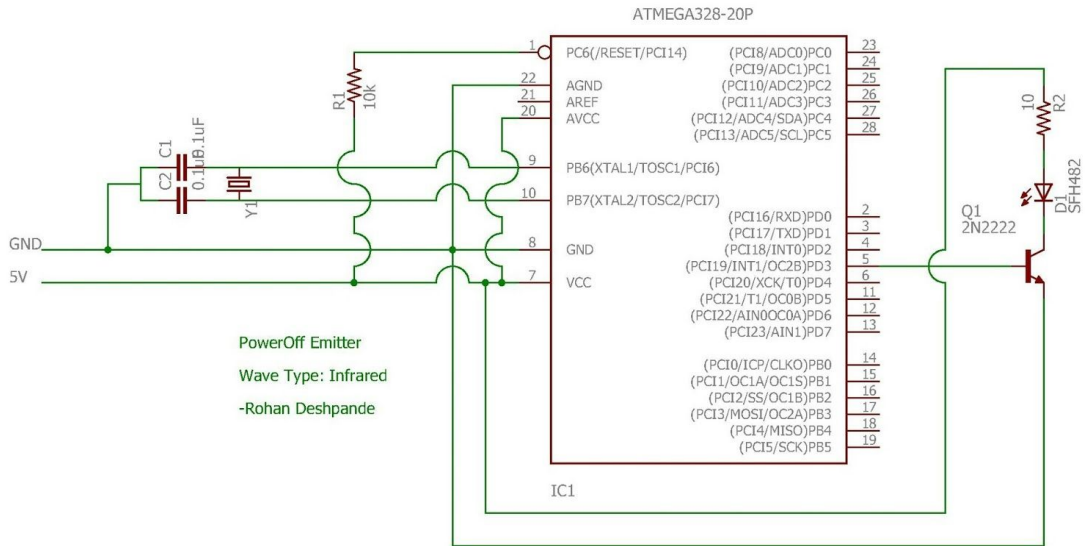 ATMEGA328-20P
1
PC6(/RESET/PCI14)
22
AGND
21
AREF
20
AVCC
9
PB6(XTAL1/TOSC1/PCI6)
10
PB7(XTAL2/TOSC2/PCI7)
8
GND
7
VCC
(PCI8/ADC0)PC0
23
(PCI9/ADC1)PC1
24
(PCI10/ADC2)PC2
25
(PCI11/ADC3)PC3
26
(PCI12/ADC4/SDA)PC4
27
(PCI13/ADC5/SCL)PC5
28
(PCI16/RXD)PD0
2
(PCI17/TXD)PD1
3
(PCI18/INT0)PD2
4
(PCI19/INT1/OC2B)PD3
5
(PCI20/XCK/T0)PD4
6
(PCI21/T1/OC0B)PD5
11
(PCI22/AIN0OC0A)PD6
12
(PCI23/AIN1)PD7
13
(PCI0/ICP/CLKO)PB0
14
(PCI1/OC1A/OC1S)PB1
15
(PCI2/SS/OC1B)PB2
16
(PCI3/MOSI/OC2A)PB3
17
(PCI4/MISO)PB4
18
(PCI5/SCK)PB5
19
IC1
R1
10k
C1
0.1uF
C2
0.1uF
Y1
GND
5V
10
R2
D1
SFH482
Q1
2N2222
PowerOff Emitter
Wave Type: Infrared
-Rohan Deshpande